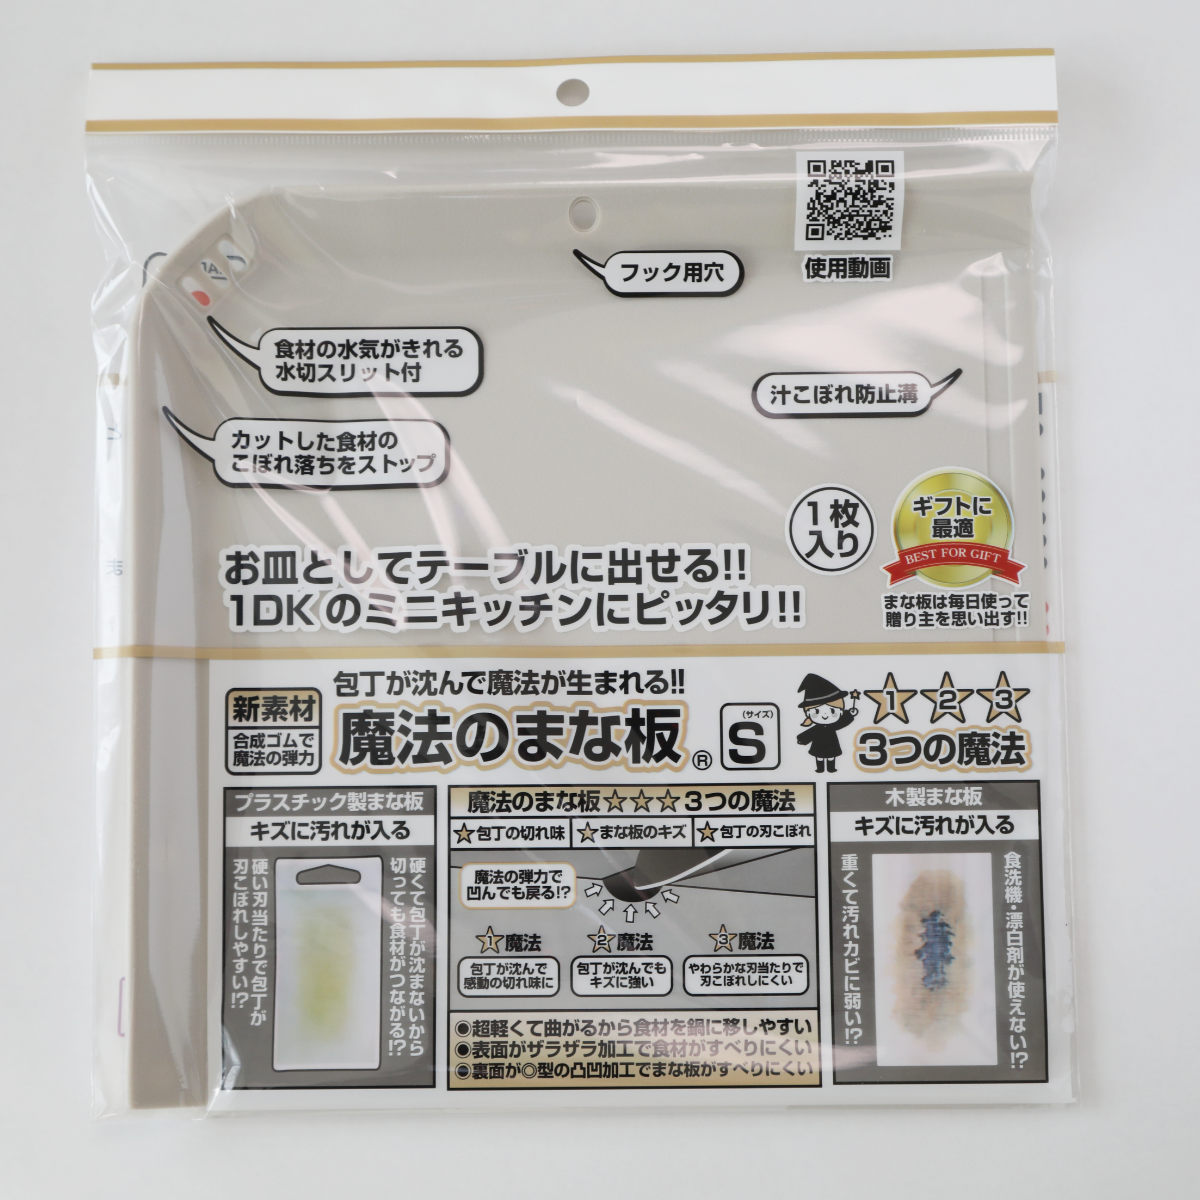 使用動画
フック用穴
食材の水気がきれる
水切スリット付
汁こぼれ防止溝
カットした食材の
こぼれ落ちをストップ
1枚
入り
ギフトに
最適
BEST FOR GIFT
まな板は毎日使って
贈り主を思い出す!!
お皿としてテーブルに出せる!!
1DKのミニキッチンにピッタリ!!
包丁が沈んで魔法が生まれる!!
新素材
合成ゴムで
魔法の弾力
魔法のまな板®
(サイズ)
S
1 2 3
3つの魔法
プラスチック製まな板
キズに汚れが入る
硬くて包丁が沈まないから
切っても食材がつながる!?
硬い刃当たりで包丁が
刃こぼれしやすい!?
魔法のまな板☆☆☆3つの魔法
☆包丁の切れ味
☆まな板のキズ
☆包丁の刃こぼれ
魔法の弾力で
凹んでも戻る!?
1 魔法
包丁が沈んで
感動の切れ味に
2 魔法
包丁が沈んでも
キズに強い
3 魔法
やわらかな刃当たりで
刃こぼれしにくい
◉超軽くて曲がるから食材を鍋に移しやすい
◉表面がザラザラ加工で食材がすべりにくい
◉裏面が◎型の凸凹加工でまな板がすべりにくい
木製まな板
キズに汚れが入る
食洗機・漂白剤が使えない!?
重くて汚れカビに弱い!?